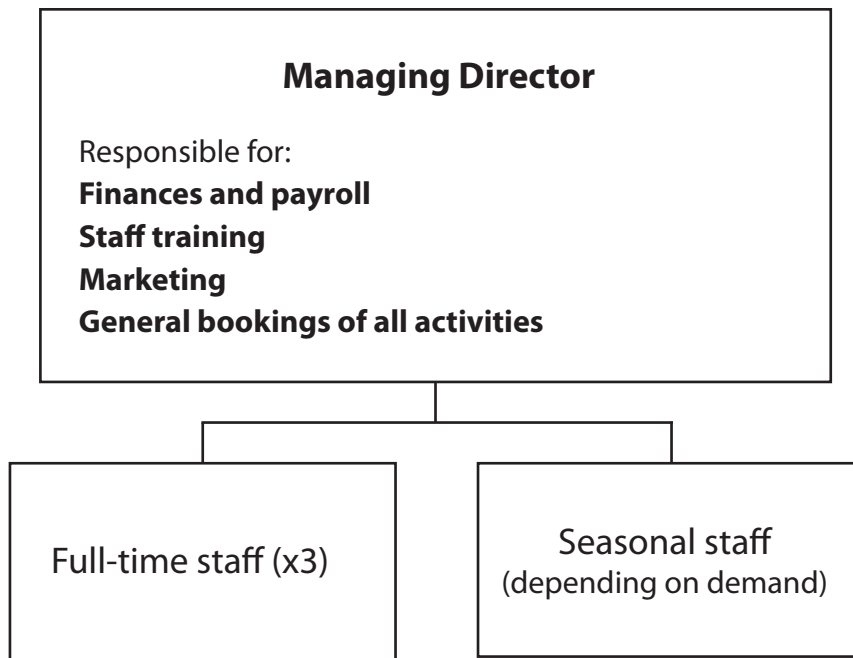 Managing Director
Responsible for:
Finances and payroll
Staff training
Marketing
General bookings of all activities
Full-time staff (x3)
Seasonal staff
(depending on demand)